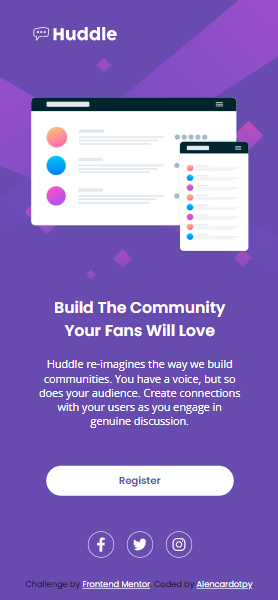 Huddle
Build The Community
Your Fans Will Love
Huddle re-imagines the way we build
communities. You have a voice, but so
does your audience. Create connections
with your users as you engage in
genuine discussion.
Register
Challenge by Frontend Mentor. Coded by Alencardotpy